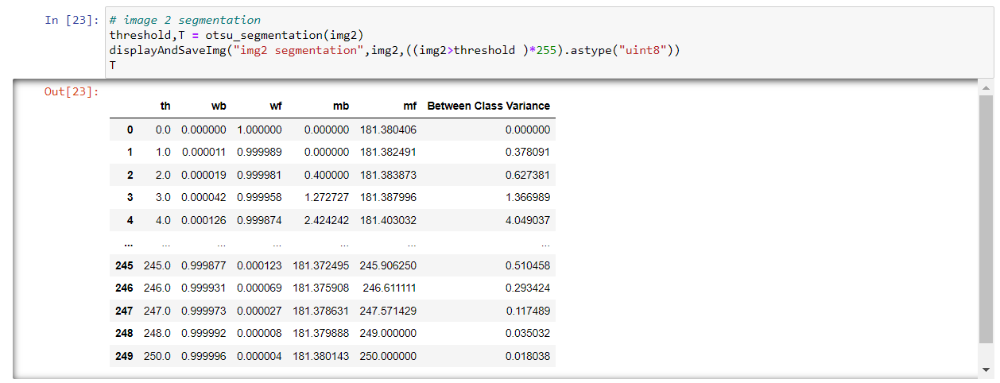 In [23]: # image 2 segmentation
threshold,T = otsu_segmentation(img2)
displayAndSaveImg("img2 segmentation",img2,((img2>threshold )*255).astype("uint8"))
T
Out[23]:
th wb wf mb mf Between Class Variance
0 0.0 0.000000 1.000000 0.000000 181.380406 0.000000
1 1.0 0.000011 0.999989 0.000000 181.382491 0.378091
2 2.0 0.000019 0.999981 0.400000 181.383873 0.627381
3 3.0 0.000042 0.999958 1.272727 181.387996 1.366989
4 4.0 0.000126 0.999874 2.424242 181.403032 4.049037
... ... ... ... ... ... ...
245 245.0 0.999877 0.000123 181.372495 245.906250 0.510458
246 246.0 0.999931 0.000069 181.375908 246.611111 0.293424
247 247.0 0.999973 0.000027 181.378631 247.571429 0.117489
248 248.0 0.999992 0.000008 181.379888 249.000000 0.035032
249 250.0 0.999996 0.000004 181.380143 250.000000 0.018038